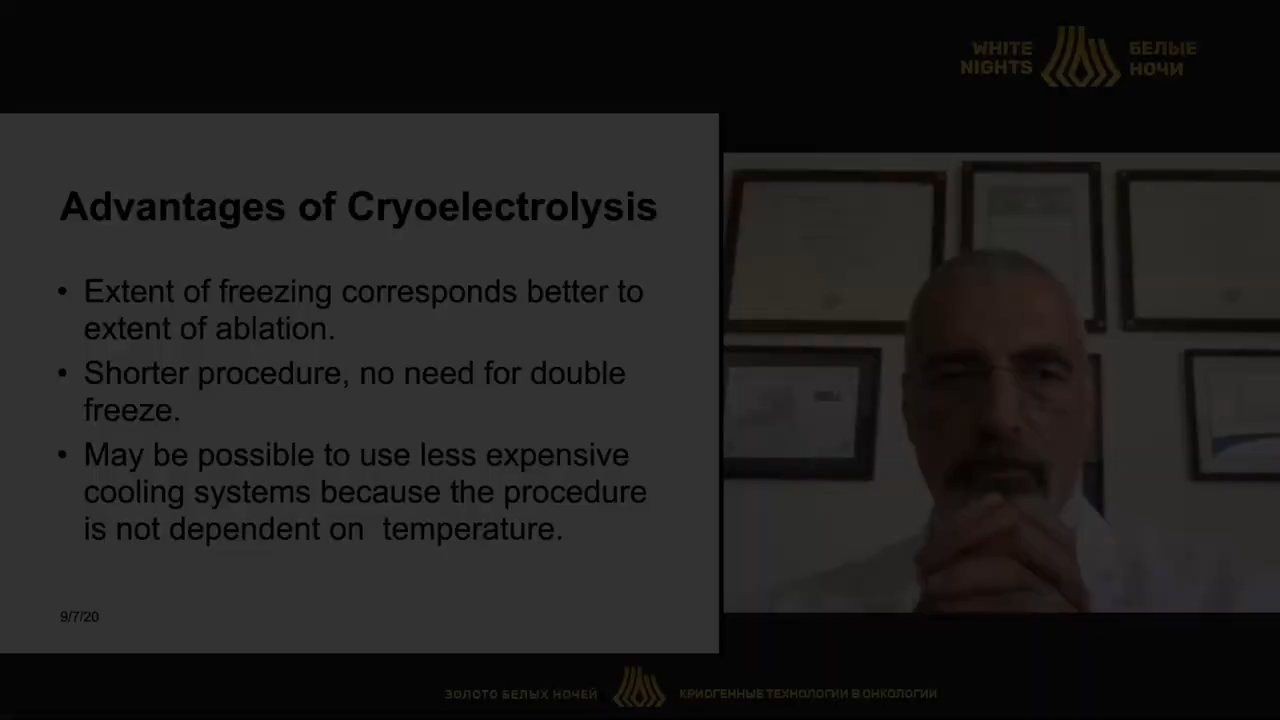 WHITE
NIGHTS
БЕЛЫЕ
НОЧИ
Advantages of Cryoelectrolysis
• Extent of freezing corresponds better to
extent of ablation.
• Shorter procedure, no need for double
freeze.
• May be possible to use less expensive
cooling systems because the procedure
is not dependent on  temperature.
9/7/20
ЗОЛОТО БЕЛЫХ НОЧЕЙ
КРИОГЕННЫЕ ТЕХНОЛОГИИ В ОНКОЛОГИИ